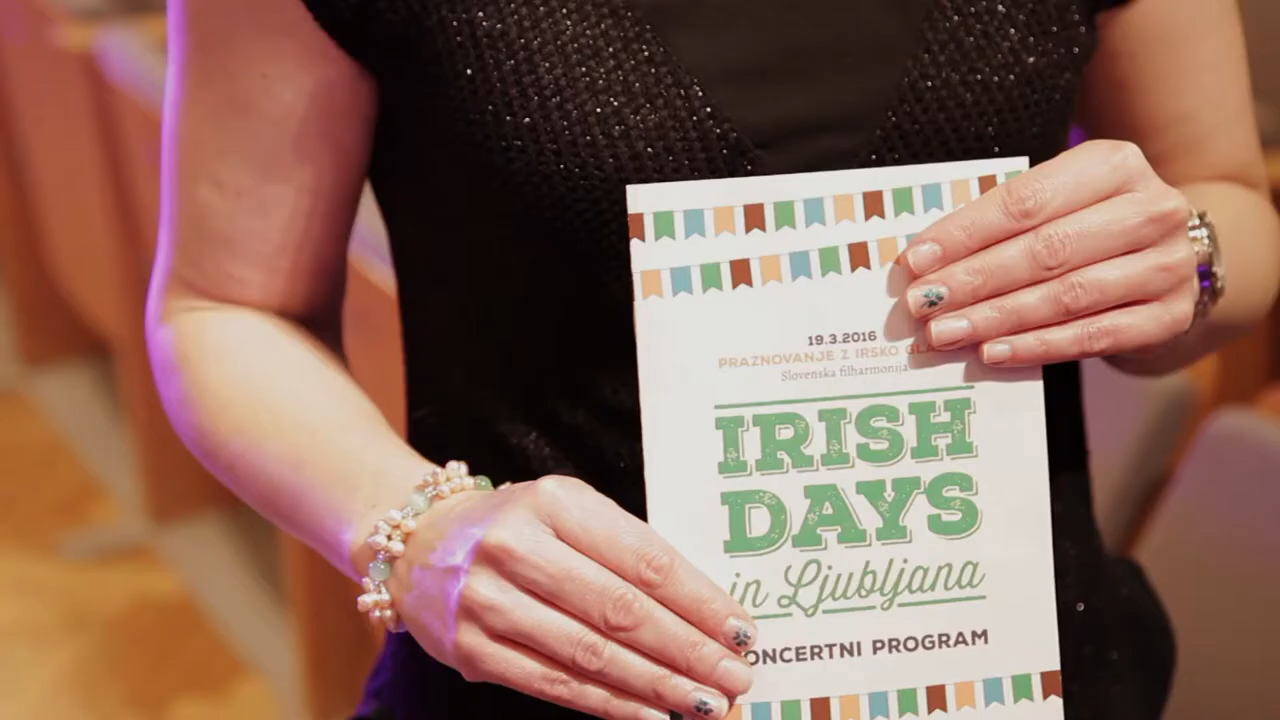 19.3.2016
PRAZNOVANJE Z IRSKO
Slovenska filharmonija
IRISH
DAYS
in Ljubljana
ONCERTNI PROGRAM